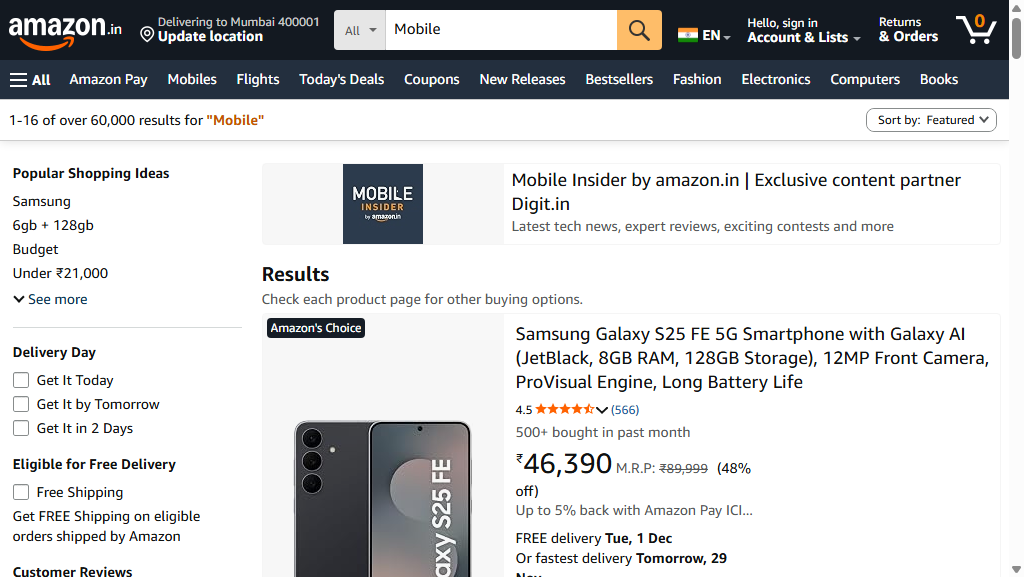 amazon.in
Delivering to Mumbai 400001
Update location
All
Mobile
EN
Hello, sign in
Account & Lists
Returns
& Orders
0
All
Amazon Pay
Mobiles
Flights
Today's Deals
Coupons
New Releases
Bestsellers
Fashion
Electronics
Computers
Books
1-16 of over 60,000 results for "Mobile"
Sort by: Featured
Popular Shopping Ideas
Samsung
6gb + 128gb
Budget
Under ₹21,000
See more
Delivery Day
Get It Today
Get It by Tomorrow
Get It in 2 Days
Eligible for Free Delivery
Free Shipping
Get FREE Shipping on eligible
orders shipped by Amazon
Customer Reviews
MOBILE
INSIDER
by amazon.in
Mobile Insider by amazon.in | Exclusive content partner
Digit.in
Latest tech news, expert reviews, exciting contests and more
Results
Check each product page for other buying options.
Amazon's Choice
axy S25 FE
Samsung Galaxy S25 FE 5G Smartphone with Galaxy AI
(JetBlack, 8GB RAM, 128GB Storage), 12MP Front Camera,
ProVisual Engine, Long Battery Life
4.5 (566)
500+ bought in past month
₹46,390 M.R.P: ₹89,999 (48%
off)
Up to 5% back with Amazon Pay ICI…
FREE delivery Tue, 1 Dec
Or fastest delivery Tomorrow, 29
Nov